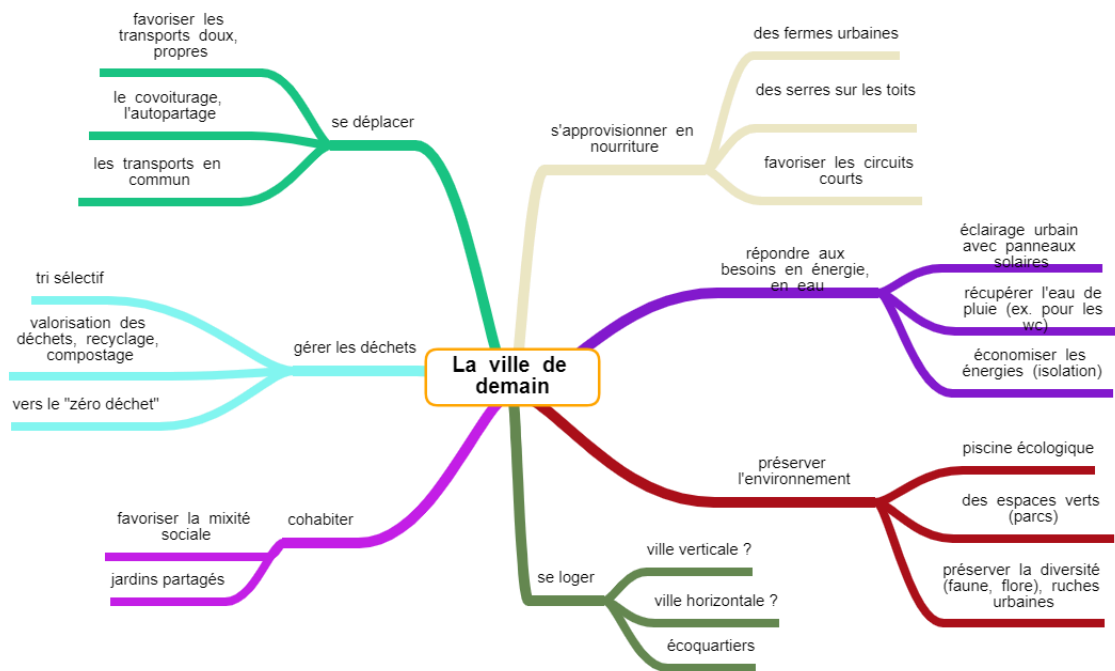 favoriser les
transports doux,
propres
le covoiturage,
l'autopartage
les transports en
commun
se déplacer
des fermes urbaines
des serres sur les toits
favoriser les circuits
courts
s'approvisionner en
nourriture
répondre aux
besoins en énergie,
en eau
éclairage urbain
avec panneaux
solaires
récupérer l'eau de
pluie (ex. pour les
wc)
économiser les
énergies (isolation)
tri sélectif
valorisation des
déchets, recyclage,
compostage
vers le "zéro déchet"
gérer les déchets
La ville de
demain
préserver
l'environnement
piscine écologique
des espaces verts
(parcs)
préserver la diversité
(faune, flore), ruches
urbaines
favoriser la mixité
sociale
jardins partagés
cohabiter
se loger
ville verticale ?
ville horizontale ?
écoquartiers